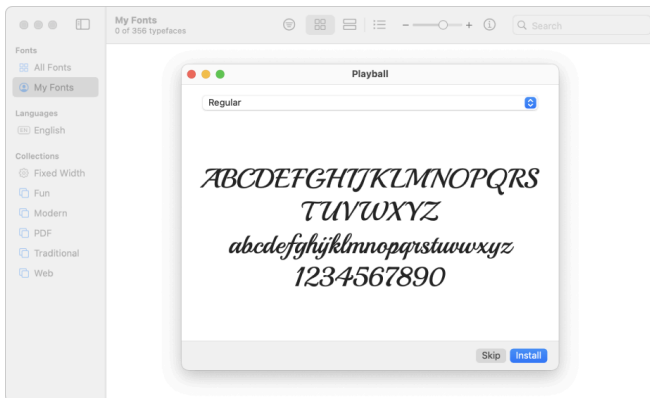 My Fonts
0 of 356 typefaces
Search
Fonts
All Fonts
My Fonts
Languages
EN English
Collections
Fixed Width
Fun
Modern
PDF
Traditional
Web
Playball
Regular
ABCDEFGHIJKLMNOPQRS
TUVWXYZ
abcdefghijklmnopqrstuvwxyz
1234567890
Skip Install